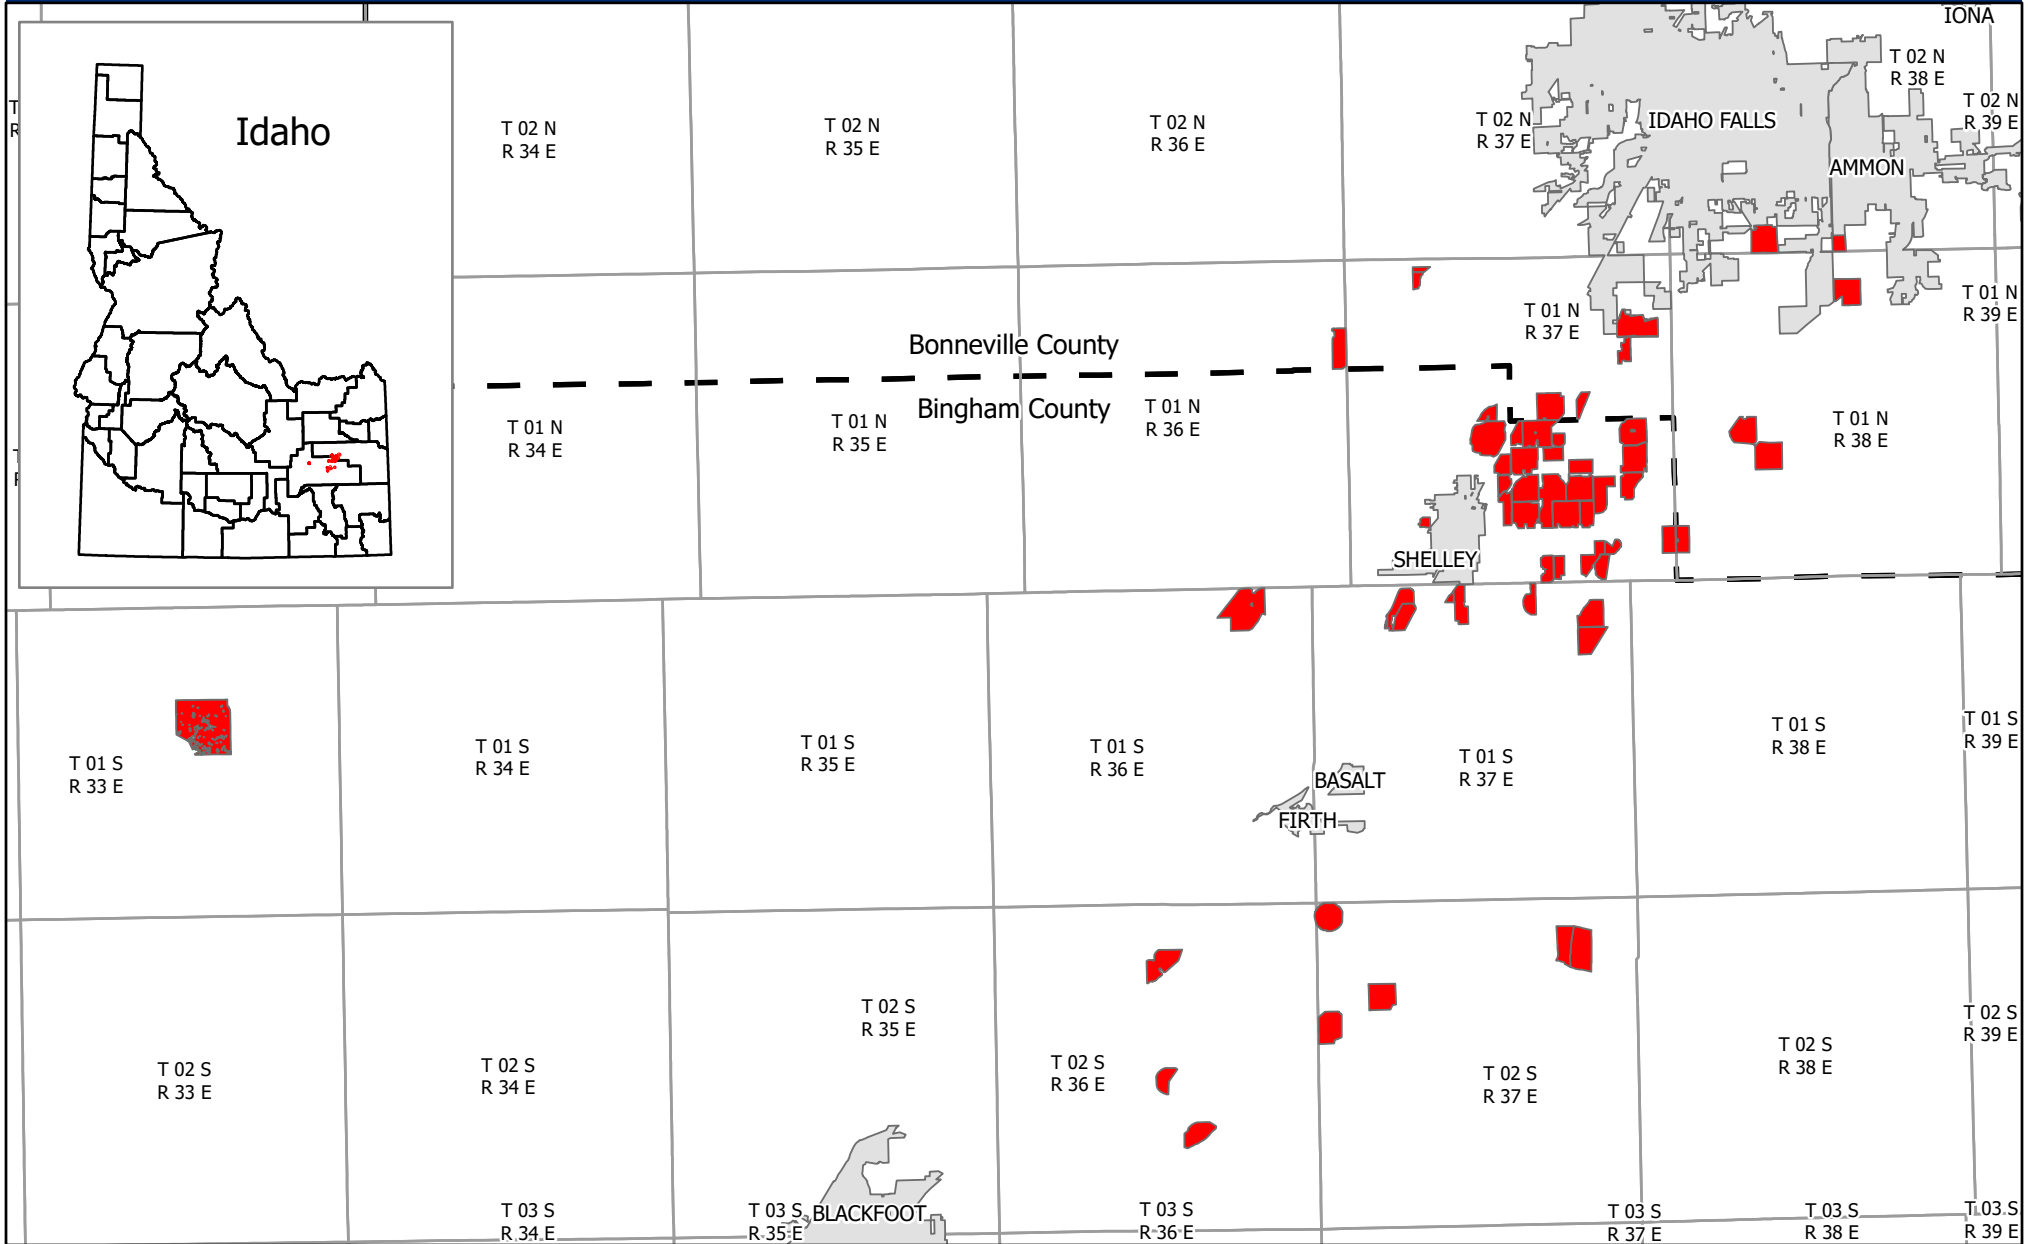 IONA
Idaho
T 02 N
R 34 E
T 02 N
R 35 E
T 02 N
R 36 E
T 02 N
R 37 E
IDAHO FALLS
AMMON
T 02 N
R 38 E
T 02 N
R 39 E
T
R
Bonneville County
Bingham County
T 01 N
R 34 E
T 01 N
R 35 E
T 01 N
R 36 E
T 01 N
R 37 E
T 01 N
R 38 E
T 01 N
R 39 E
SHELLEY
T 01 S
R 33 E
T 01 S
R 34 E
T 01 S
R 35 E
T 01 S
R 36 E
BASALT
FIRTH
T 01 S
R 37 E
T 01 S
R 38 E
T 01 S
R 39 E
T 02 S
R 33 E
T 02 S
R 34 E
T 02 S
R 35 E
T 02 S
R 36 E
T 02 S
R 37 E
T 02 S
R 38 E
T 02 S
R 39 E
T 03 S
R 34 E
T 03 S
R 35 E
BLACKFOOT
T 03 S
R 36 E
T 03 S
R 37 E
T 03 S
R 38 E
T 03 S
R 39 E